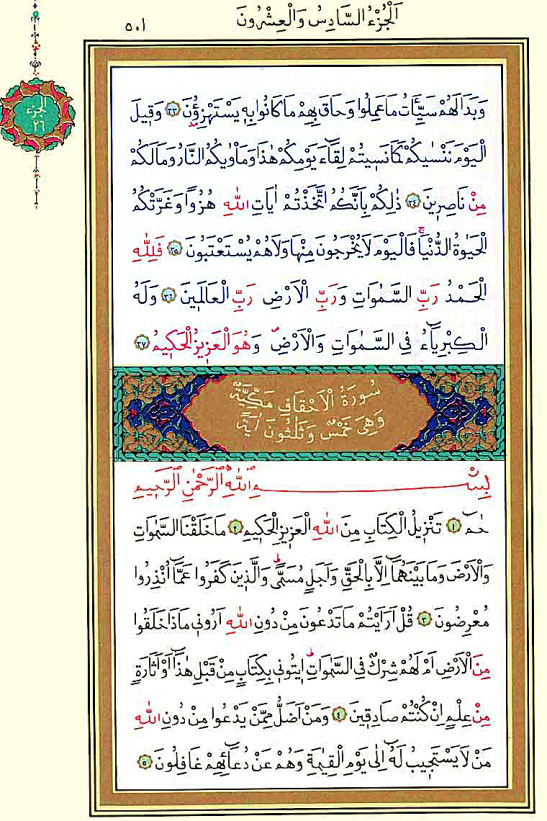 اَلْجُزْءُ السَّادِسُ وَالْعِشْرُونَ
٥٠١
الجزء
٢٦
وَبَدَا لَهُمْ سَيِّـَٔاتُ مَا عَمِلُوا وَحَاقَ بِهِمْ مَا كَانُوا بِهِ يَسْتَهْزِؤُ۫نَ ﴿٣٣﴾ وَق۪يلَ
الْيَوْمَ نَنْسٰيكُمْ كَمَا نَس۪يتُمْ لِقَٓاءَ يَوْمِكُمْ هٰذَا وَمَأْوٰيكُمُ النَّارُ وَمَا لَكُمْ
مِنْ نَاصِر۪ينَ ﴿٣٤﴾ ذٰلِكُمْ بِاَنَّكُمُ اتَّخَذْتُمْ اٰيَاتِ اللّٰهِ هُزُوًا وَغَرَّتْكُمُ
الْحَيٰوةُ الدُّنْيَاۚ فَالْيَوْمَ لَا يُخْرَجُونَ مِنْهَا وَلَا هُمْ يُسْتَعْتَبُونَ ﴿٣٥﴾ فَلِلّٰهِ
الْحَمْدُ رَبِّ السَّمٰوَاتِ وَرَبِّ الْاَرْضِ رَبِّ الْعَالَم۪ينَ ﴿٣٦﴾ وَلَهُ
الْكِبْرِيَٓاءُ فِي السَّمٰوَاتِ وَالْاَرْضِۖ وَهُوَ الْعَز۪يزُ الْحَك۪يمُ ﴿٣٧﴾
سُورَةُ الْاَحْقَافِ مَكِّيَّةٌ
وَهِيَ خَمْسٌ وَثَلٰثُونَ اٰيَةً
بِسْمِ اللّٰهِ الرَّحْمٰنِ الرَّح۪يمِ
حٰمٓ ﴿١﴾ تَنْز۪يلُ الْكِتَابِ مِنَ اللّٰهِ الْعَز۪يزِ الْحَك۪يمِ ﴿٢﴾ مَا خَلَقْنَا السَّمٰوَاتِ
وَالْاَرْضَ وَمَا بَيْنَهُمَٓا اِلَّا بِالْحَقِّ وَاَجَلٍ مُسَمًّىۜ وَالَّذ۪ينَ كَفَرُوا عَمَّٓا اُنْذِرُوا
مُعْرِضُونَ ﴿٣﴾ قُلْ اَرَاَيْتُمْ مَا تَدْعُونَ مِنْ دُونِ اللّٰهِ اَرُون۪ي مَاذَا خَلَقُوا
مِنَ الْاَرْضِ اَمْ لَهُمْ شِرْكٌ فِي السَّمٰوَاتِۜ ا۪يتُون۪ي بِكِتَابٍ مِنْ قَبْلِ هٰذَٓا اَوْ اَثَارَةٍ
مِنْ عِلْمٍ اِنْ كُنْتُمْ صَادِق۪ينَ ﴿٤﴾ وَمَنْ اَضَلُّ مِمَّنْ يَدْعُوا مِنْ دُونِ اللّٰهِ
مَنْ لَا يَسْتَج۪يبُ لَهُٓ اِلٰى يَوْمِ الْقِيٰمَةِ وَهُمْ عَنْ دُعَٓائِهِمْ غَافِلُونَ ﴿٥﴾